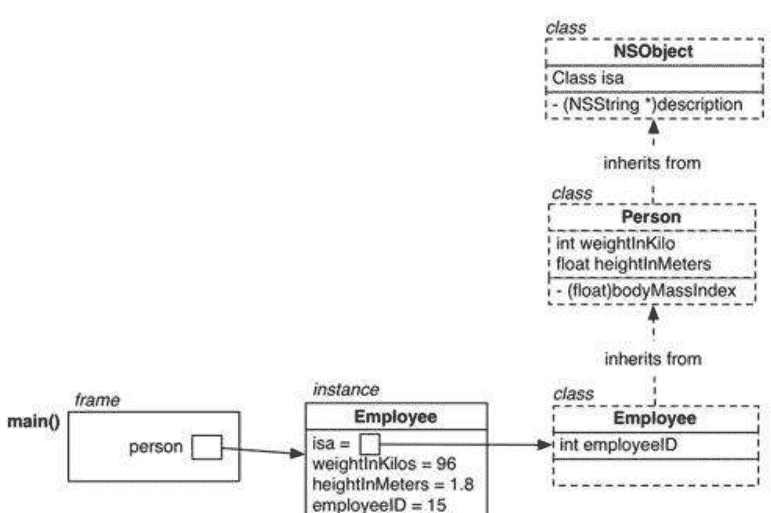 class
NSObject
Class isa
- (NSString *)description
inherits from
class
Person
int weightInKilo
float heightInMeters
- (float)bodyMassIndex
inherits from
class
Employee
int employeeID
main()
frame
person
instance
Employee
isa =
weightInKilos = 96
heightInMeters = 1.8
employeeID = 15